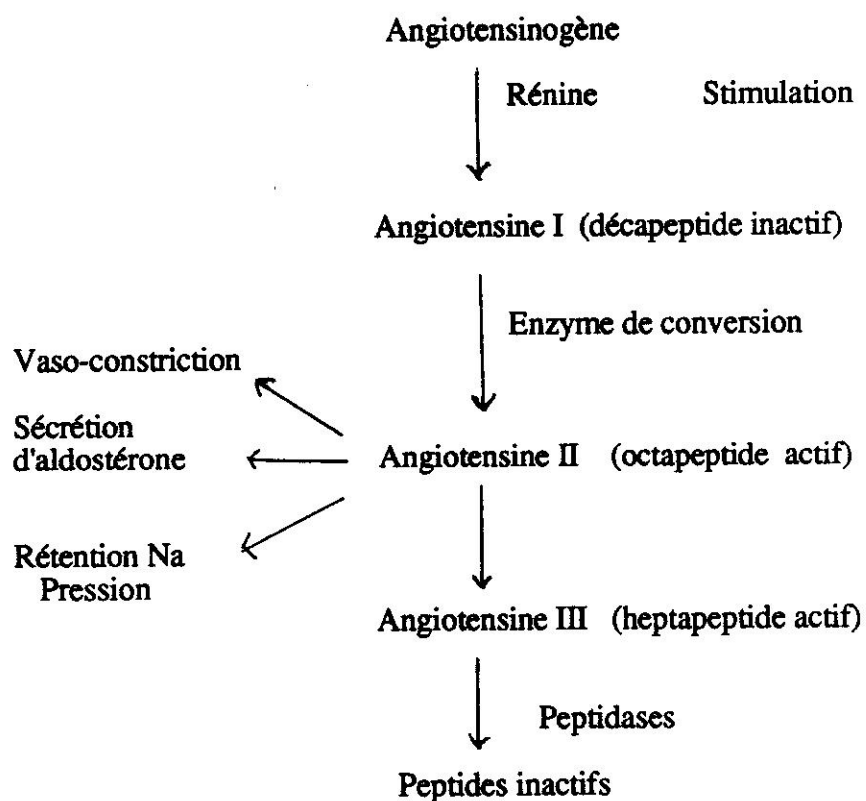 Angiotensinogène
Rénine Stimulation
Angiotensine I (décapeptide inactif)
Enzyme de conversion
Vaso-constriction
Sécrétion
d'aldostérone
Angiotensine II (octapeptide actif)
Rétention Na
Pression
Angiotensine III (heptapeptide actif)
Peptidases
Peptides inactifs